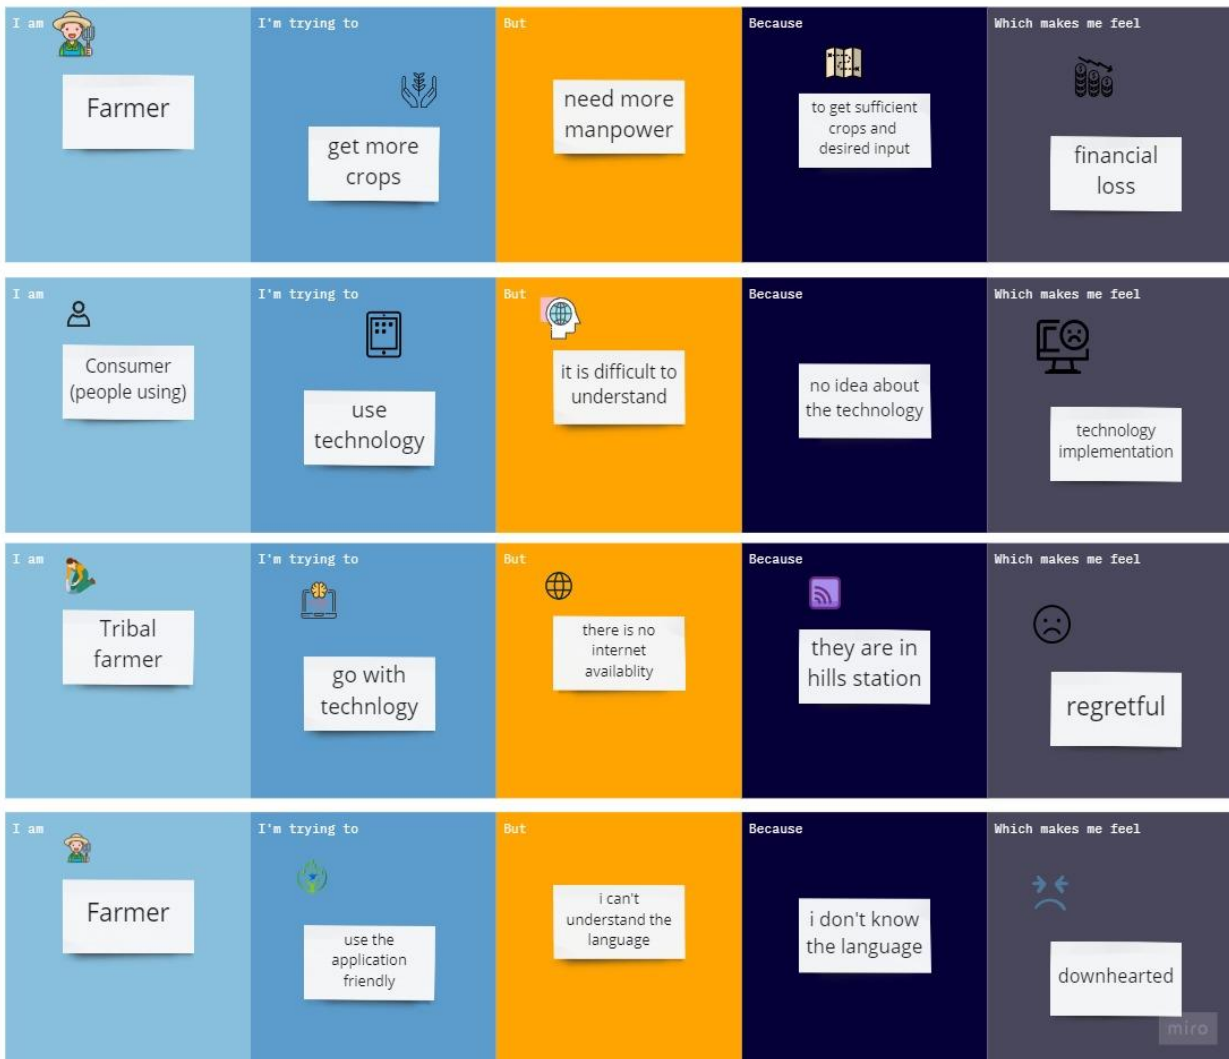 I am
Farmer
I'm trying to
get more
crops
But
need more
manpower
Because
to get sufficient
crops and
desired input
Which makes me feel
financial
loss
I am
Consumer
(people using)
I'm trying to
use
technology
But
it is difficult to
understand
Because
no idea about
the technology
Which makes me feel
technology
implementation
I am
Tribal
farmer
I'm trying to
go with
technlogy
But
there is no
internet
availablity
Because
they are in
hills station
Which makes me feel
regretful
I am
Farmer
I'm trying to
use the
application
friendly
But
i can't
understand the
language
Because
i don't know
the language
Which makes me feel
downhearted
miro